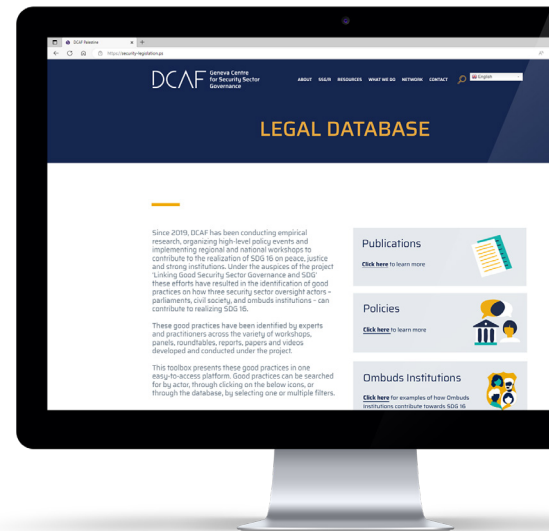 DCAF Palestine
https://security-legislation.ps
DCAF
Geneva Centre
for Security Sector
Governance
ABOUT SSG/R RESOURCES WHAT WE DO NETWORK CONTACT
English
LEGAL DATABASE
Since 2019, DCAF has been conducting empirical
research, organizing high-level policy events and
implementing regional and national workshops to
contribute to the realization of SDG 16 on peace, justice
and strong institutions. Under the auspices of the project
'Linking Good Security Sector Governance and SDG'
these efforts have resulted in the identification of good
practices on how three security sector oversight actors –
parliaments, civil society, and ombuds institutions - can
contribute to realizing SDG 16.
These good practices have been identified by experts
and practitioners across the variety of workshops,
panels, roundtables, reports, papers and videos
developed and conducted under the project.
This toolbox presents these good practices in one
easy-to-access platform. Good practices can be searched
for by actor, through clicking on the below icons, or
through the database, by selecting one or multiple filters.
Publications
Click here to learn more
Policies
Click here to learn more
Ombuds Institutions
Click here for examples of how Ombuds
Institutions contribute towards SDG 16